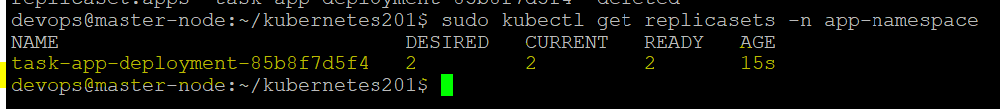 replicaset.apps "task-app-deployment-85b8f7d5f4" deleted
devops@master-node:~/kubernetes201$ sudo kubectl get replicasets -n app-namespace
NAME DESIRED CURRENT READY AGE
task-app-deployment-85b8f7d5f4 2 2 2 15s
devops@master-node:~/kubernetes201$